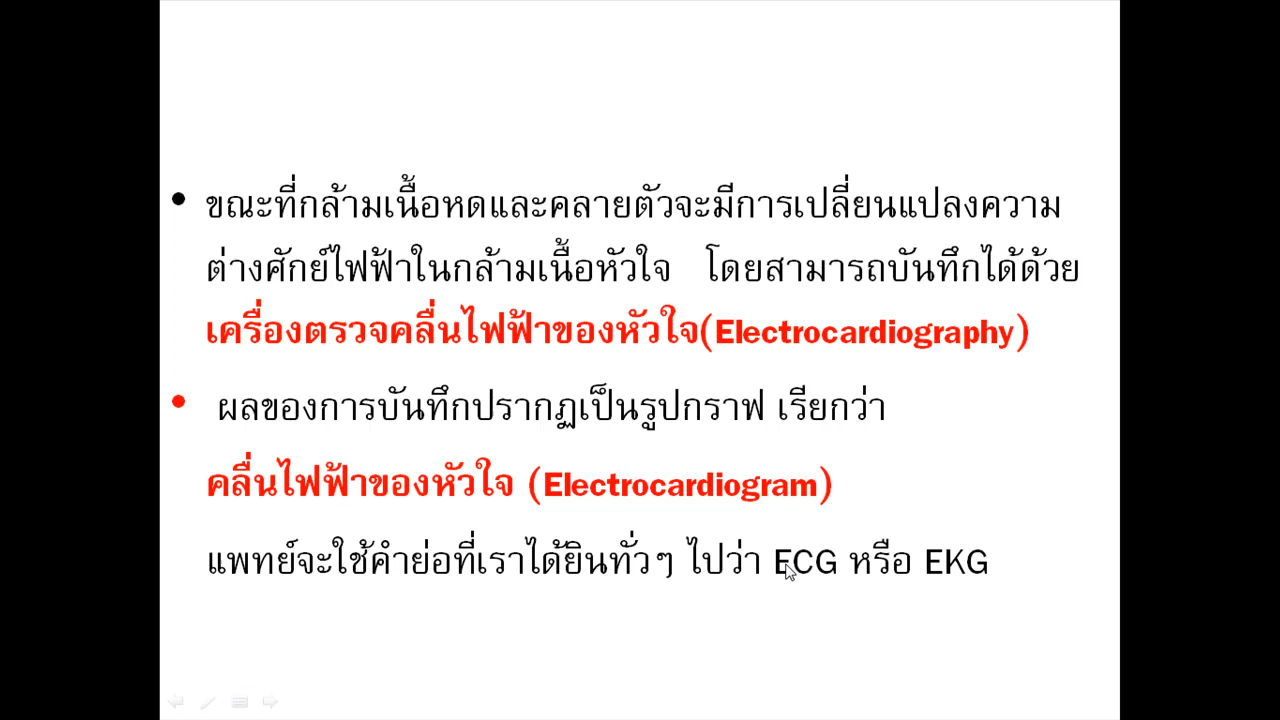 • ขณะที่กล้ามเนื้อหดและคลายตัวจะมีการเปลี่ยนแปลงความ
ต่างศักย์ไฟฟ้าในกล้ามเนื้อหัวใจ โดยสามารถบันทึกได้ด้วย
เครื่องตรวจคลื่นไฟฟ้าของหัวใจ(Electrocardiography)
• ผลของการบันทึกปรากฏเป็นรูปกราฟ เรียกว่า
คลื่นไฟฟ้าของหัวใจ (Electrocardiogram)
แพทย์จะใช้คำย่อที่เราได้ยินทั่วๆ ไปว่า ECG หรือ EKG